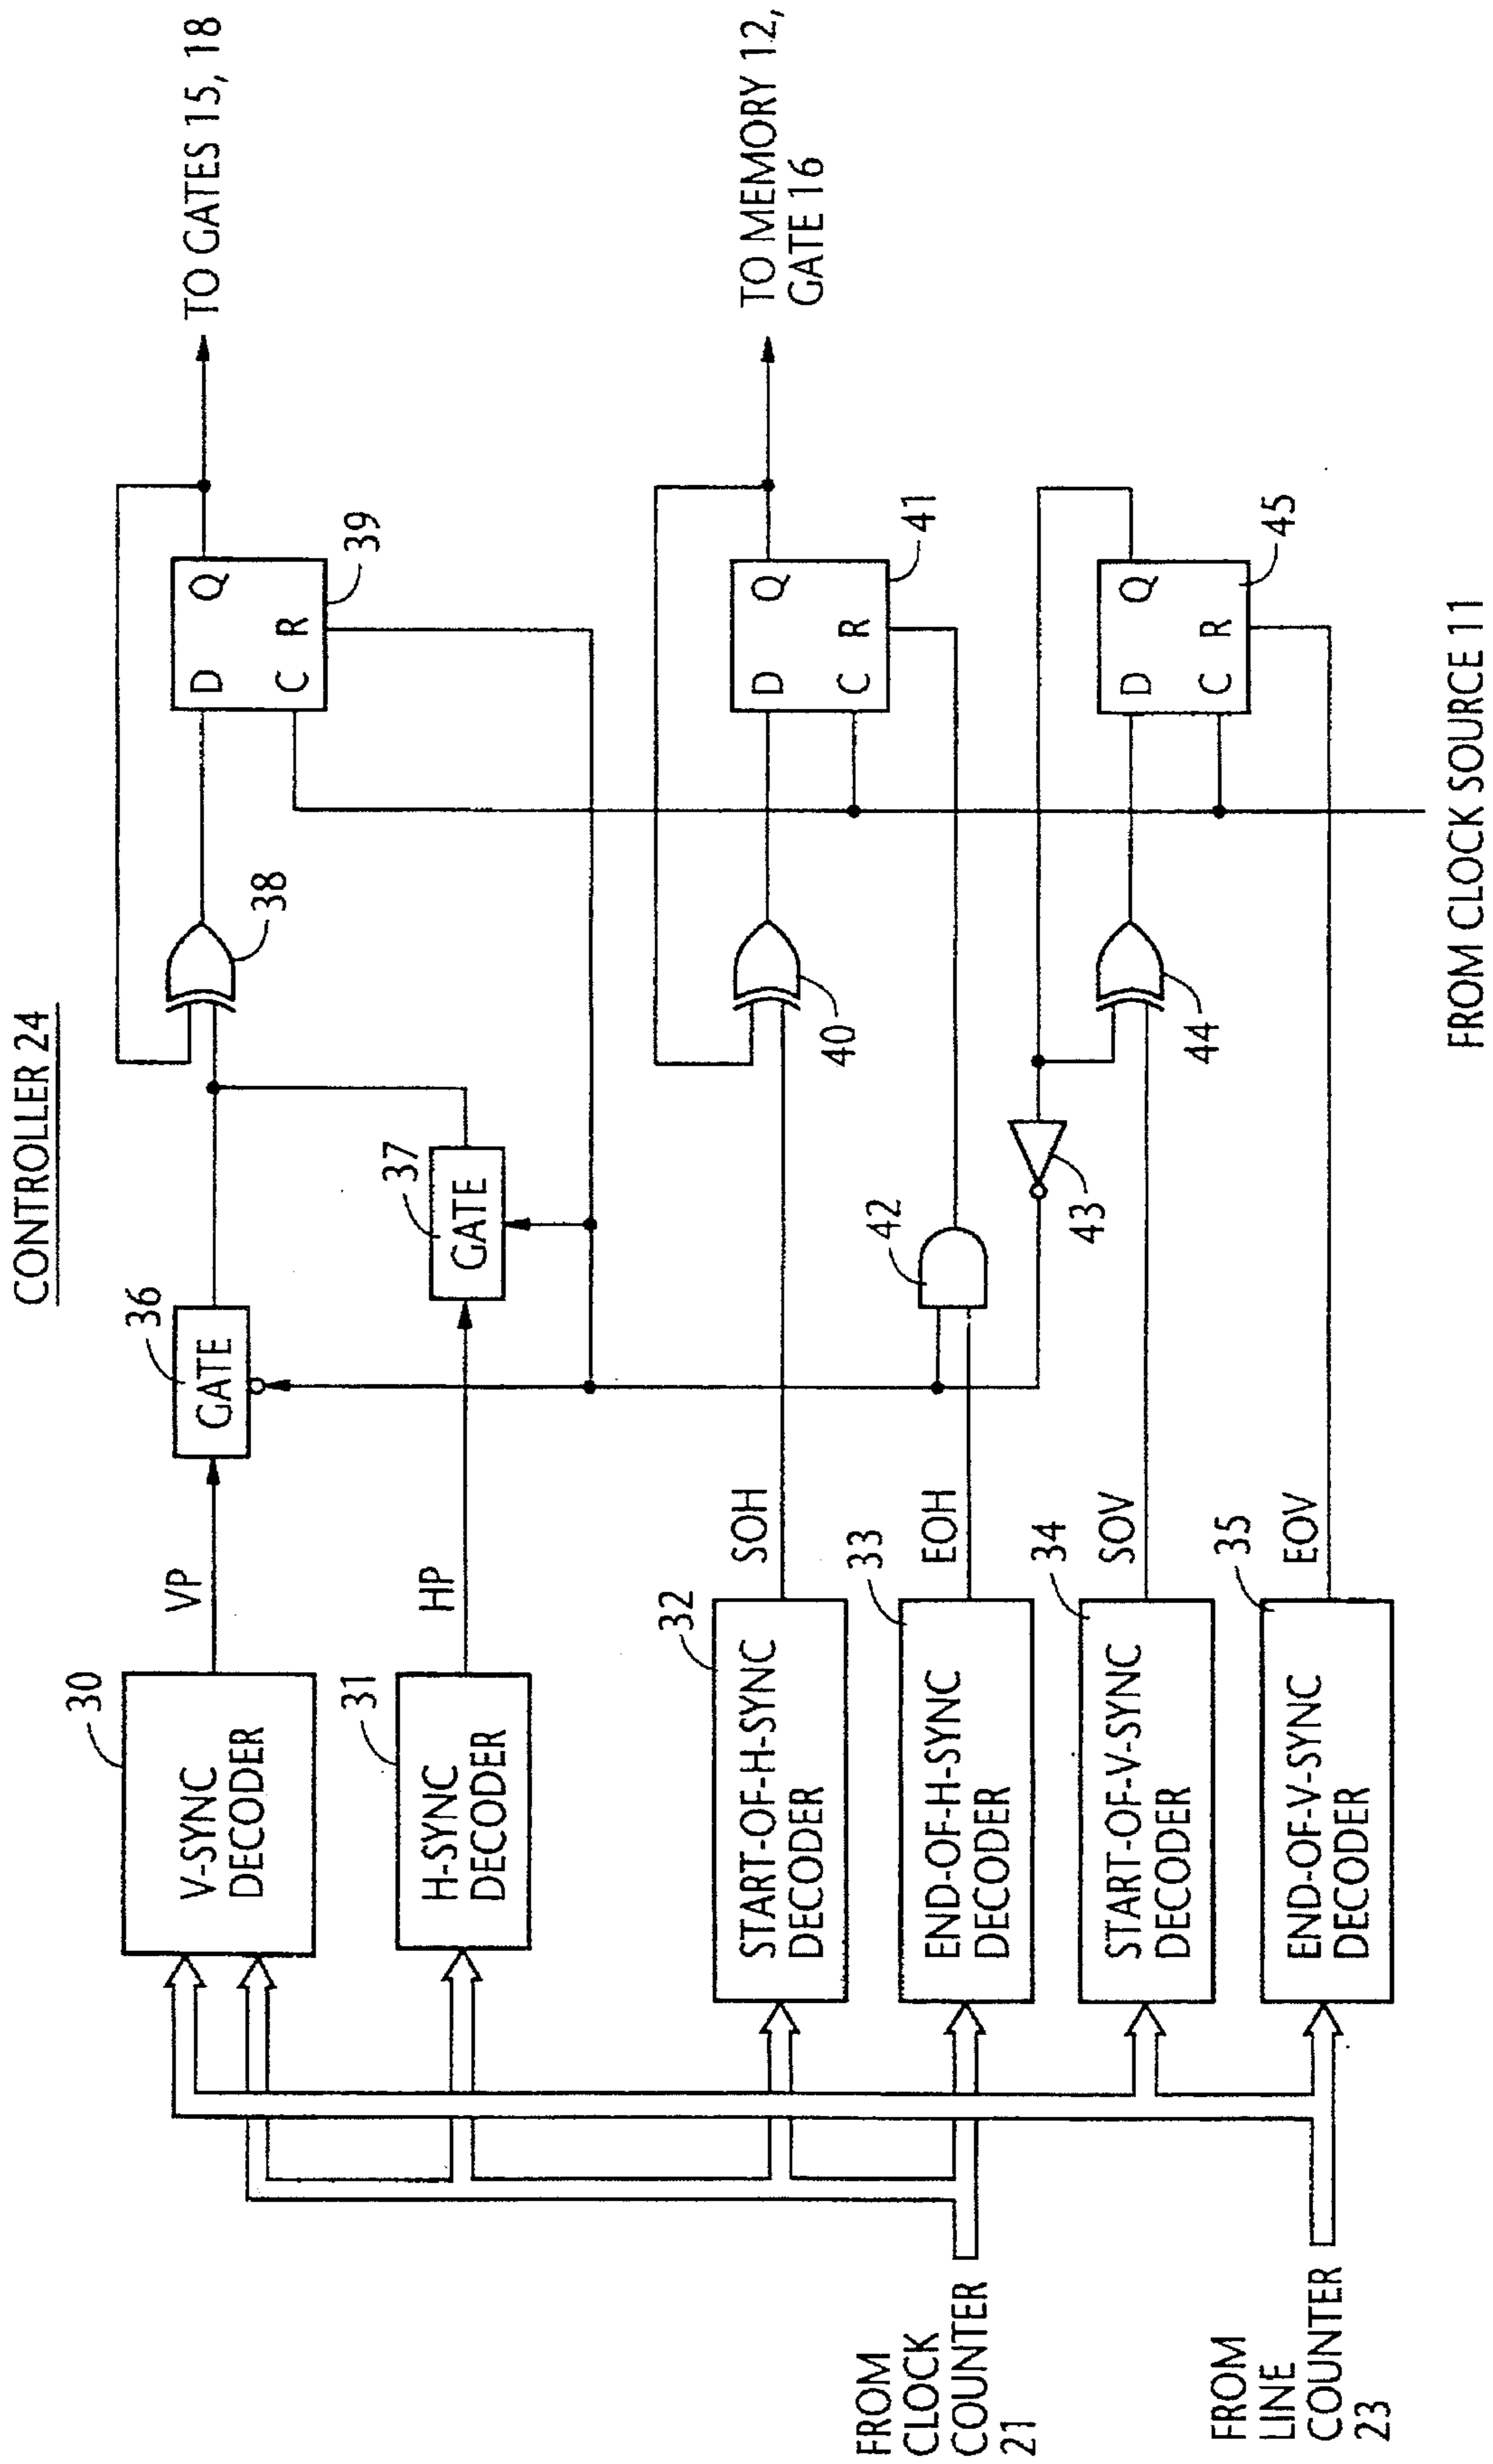 CONTROLLER 24
30
V-SYNC
DECODER
VP
36
GATE
38
D
Q
C
R
39
TO GATES 15, 18
31
H-SYNC
DECODER
HP
37
GATE
32
START-OF-H-SYNC
DECODER
SOH
40
D
Q
C
R
41
TO MEMORY 12,
GATE 16
33
END-OF-H-SYNC
DECODER
EOH
42
43
34
START-OF-V-SYNC
DECODER
SOV
44
D
Q
C
R
45
35
END-OF-V-SYNC
DECODER
EOV
FROM
CLOCK
COUNTER
21
FROM
LINE
COUNTER
23
FROM CLOCK SOURCE 11